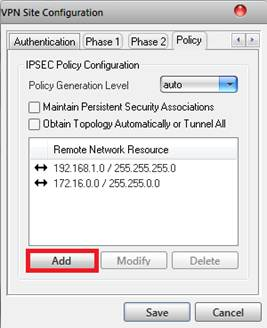 VPN Site Configuration
Authentication Phase 1 Phase 2 Policy
IPSEC Policy Configuration
Policy Generation Level auto
Maintain Persistent Security Associations
Obtain Topology Automatically or Tunnel All
Remote Network Resource
192.168.1.0 / 255.255.255.0
172.16.0.0 / 255.255.0.0
Add Modify Delete
Save Cancel